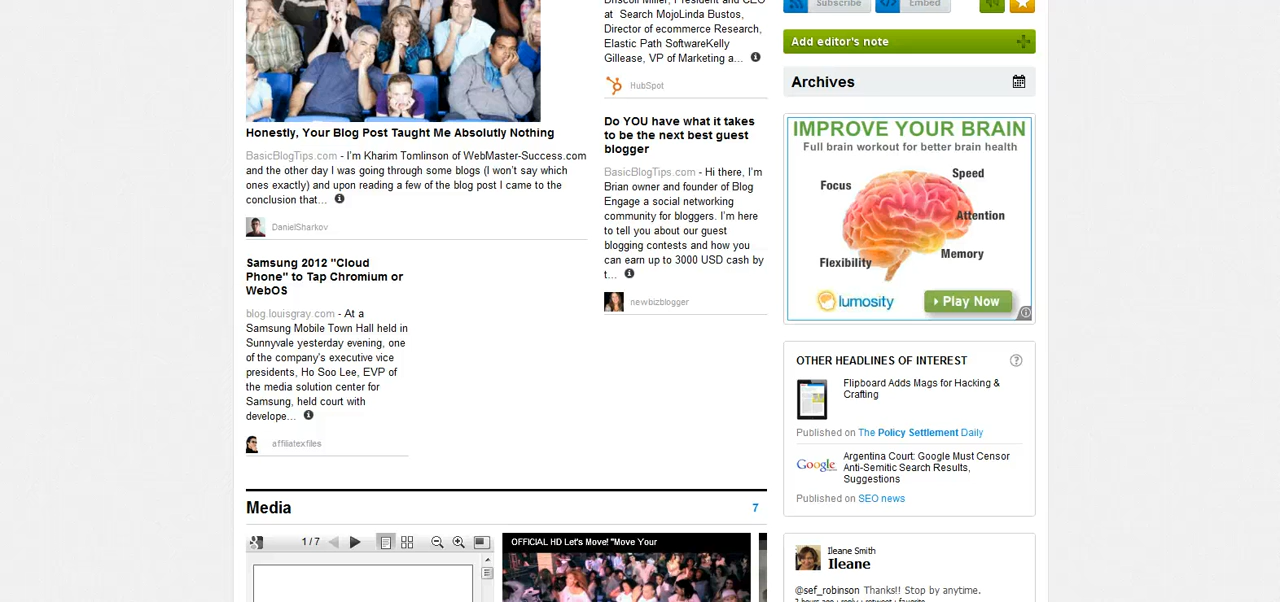 Honestly, Your Blog Post Taught Me Absolutly Nothing
BasicBlogTips.com - I'm Kharim Tomlinson of WebMaster-Success.com
and the other day I was going through some blogs (I won't say which
ones exactly) and upon reading a few of the blog post I came to the
conclusion that...
DanielSharkov
Samsung 2012 "Cloud
Phone" to Tap Chromium or
WebOS
blog.louisgray.com - At a
Samsung Mobile Town Hall held in
Sunnyvale yesterday evening, one
of the company's executive vice
presidents, Ho Soo Lee, EVP of
the media solution center for
Samsung, held court with
develope...
affiliatexfiles
Driscoll Miller, President and CEO
at Search MojoLinda Bustos,
Director of ecommerce Research,
Elastic Path SoftwareKelly
Gillease, VP of Marketing a...
HubSpot
Do YOU have what it takes
to be the next best guest
blogger
BasicBlogTips.com - Hi there, I'm
Brian owner and founder of Blog
Engage a social networking
community for bloggers. I'm here
to tell you about our guest
blogging contests and how you
can earn up to 3000 USD cash by
t...
newbizblogger
Media
7
1 / 7
OFFICIAL HD Let's Move! "Move Your
Subscribe
Embed
Add editor's note
Archives
IMPROVE YOUR BRAIN
Full brain workout for better brain health
Speed
Focus
Attention
Memory
Flexibility
lumosity
Play Now
OTHER HEADLINES OF INTEREST
?
Flipboard Adds Mags for Hacking &
Crafting
Published on The Policy Settlement Daily
Google
Argentina Court: Google Must Censor
Anti-Semitic Search Results,
Suggestions
Published on SEO news
Ileane Smith
Ileane
@sef_robinson Thanks!! Stop by anytime.
2 hours ago · reply · retweet · favorite